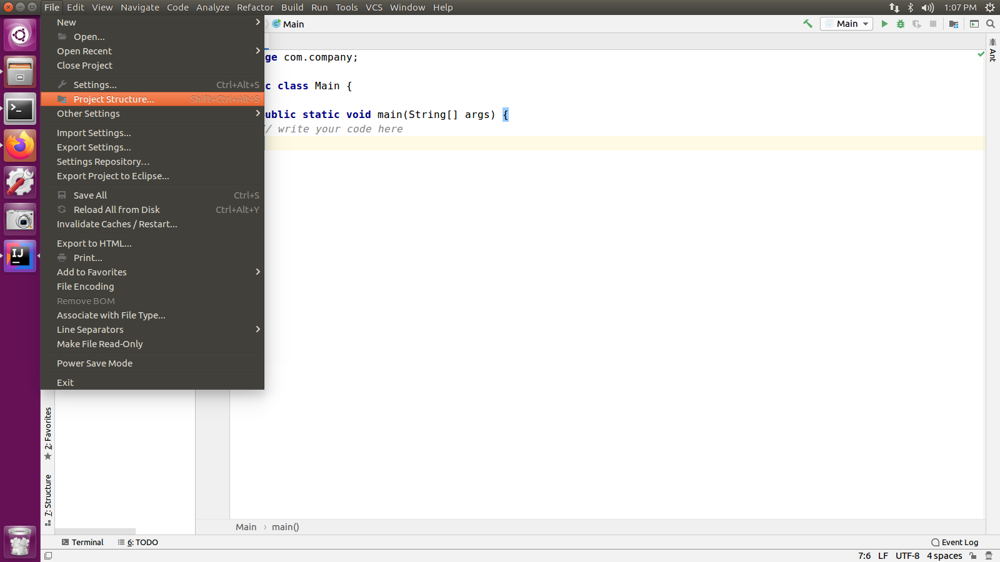 File Edit View Navigate Code Analyze Refactor Build Run Tools VCS Window Help 1:07 PM
New
Open...
Open Recent
Close Project
Settings... Ctrl+Alt+S
Project Structure... Shift+Ctrl+Alt+S
Other Settings
Import Settings...
Export Settings...
Settings Repository...
Export Project to Eclipse...
Save All Ctrl+S
Reload All from Disk Ctrl+Alt+Y
Invalidate Caches / Restart...
Export to HTML...
Print...
Add to Favorites
File Encoding
Remove BOM
Associate with File Type...
Line Separators
Make File Read-Only
Power Save Mode
Exit
Main
Main
ge com.company;
c class Main {
ublic static void main(String[] args) {
/ write your code here
Ant
2: Favorites
7: Structure
IJ
Main › main()
Terminal
6: TODO
Event Log
7:6 LF UTF-8 4 spaces